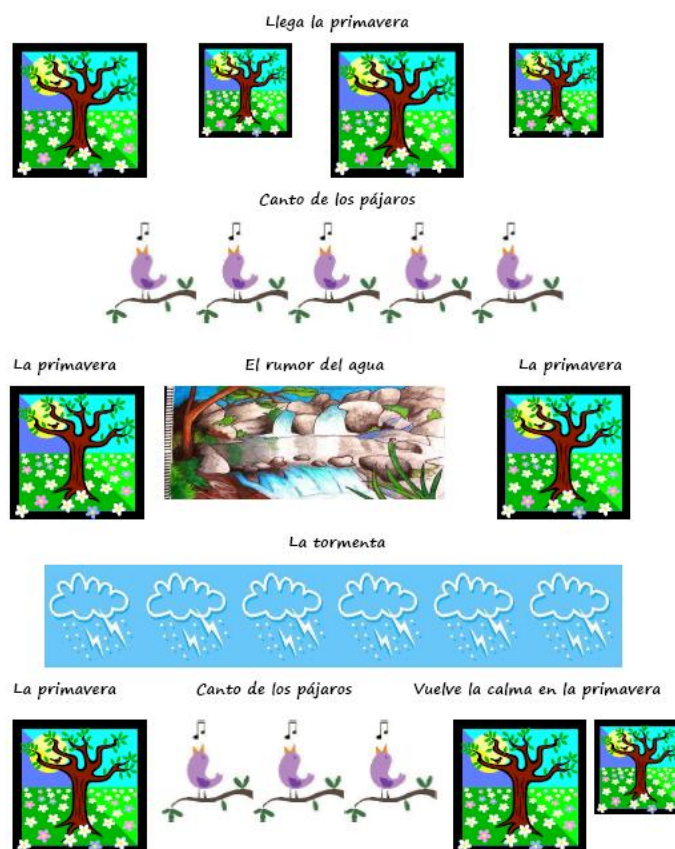 Llega la primavera
Canto de los pájaros
La primavera
El rumor del agua
La primavera
La tormenta
La primavera
Canto de los pájaros
Vuelve la calma en la primavera